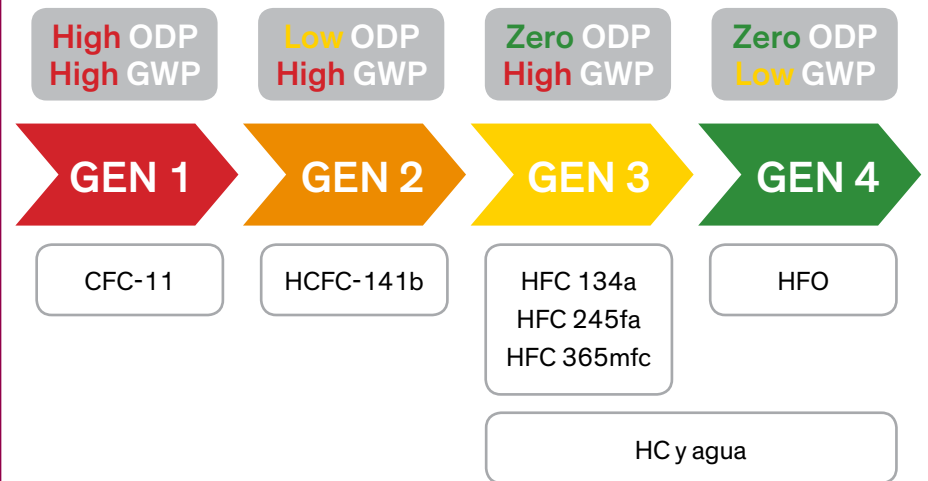 High ODP
High GWP
Low ODP
High GWP
Zero ODP
High GWP
Zero ODP
Low GWP
GEN 1
GEN 2
GEN 3
GEN 4
CFC-11
HCFC-141b
HFC 134a
HFC 245fa
HFC 365mfc
HFO
HC y agua